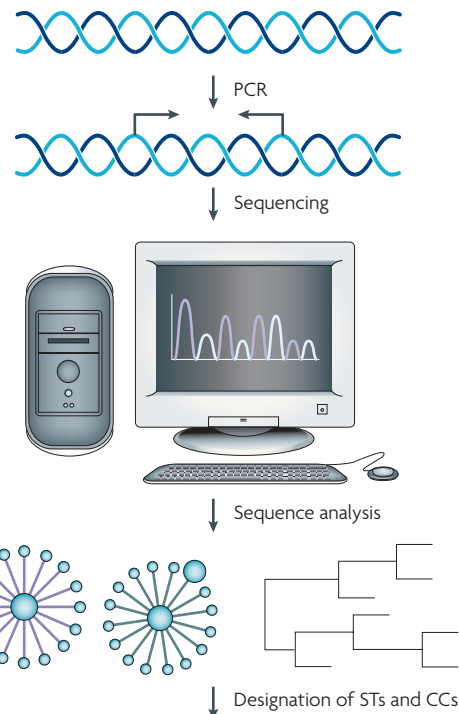 PCR
Sequencing
Sequence analysis
Designation of STs and CCs